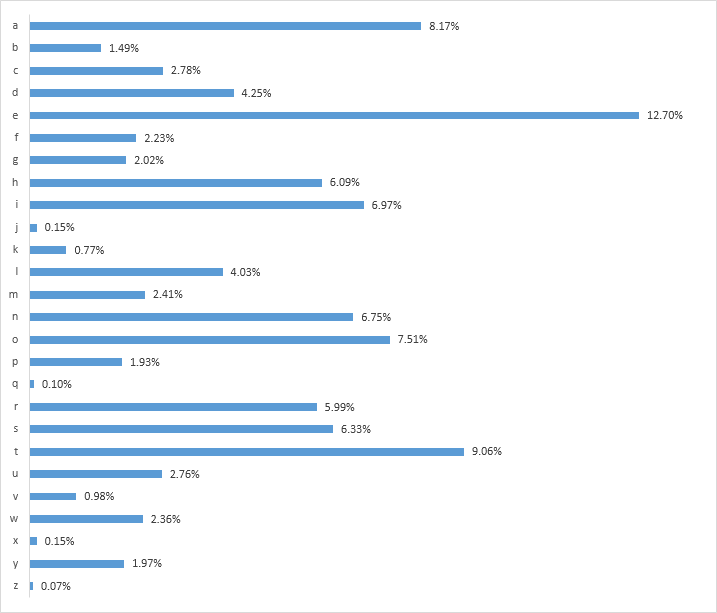 a 8.17%
b 1.49%
c 2.78%
d 4.25%
e 12.70%
f 2.23%
g 2.02%
h 6.09%
i 6.97%
j 0.15%
k 0.77%
l 4.03%
m 2.41%
n 6.75%
o 7.51%
p 1.93%
q 0.10%
r 5.99%
s 6.33%
t 9.06%
u 2.76%
v 0.98%
w 2.36%
x 0.15%
y 1.97%
z 0.07%